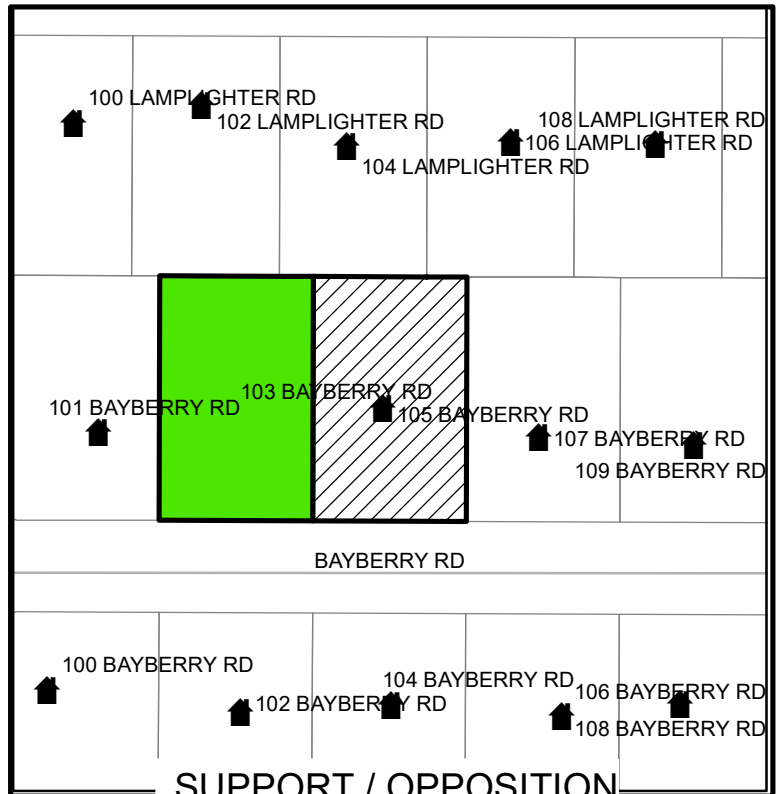 100 LAMPLIGHTER RD
102 LAMPLIGHTER RD
104 LAMPLIGHTER RD
108 LAMPLIGHTER RD
106 LAMPLIGHTER RD
101 BAYBERRY RD
103 BAYBERRY RD
105 BAYBERRY RD
107 BAYBERRY RD
109 BAYBERRY RD
BAYBERRY RD
100 BAYBERRY RD
102 BAYBERRY RD
104 BAYBERRY RD
106 BAYBERRY RD
108 BAYBERRY RD
SUPPORT / OPPOSITION